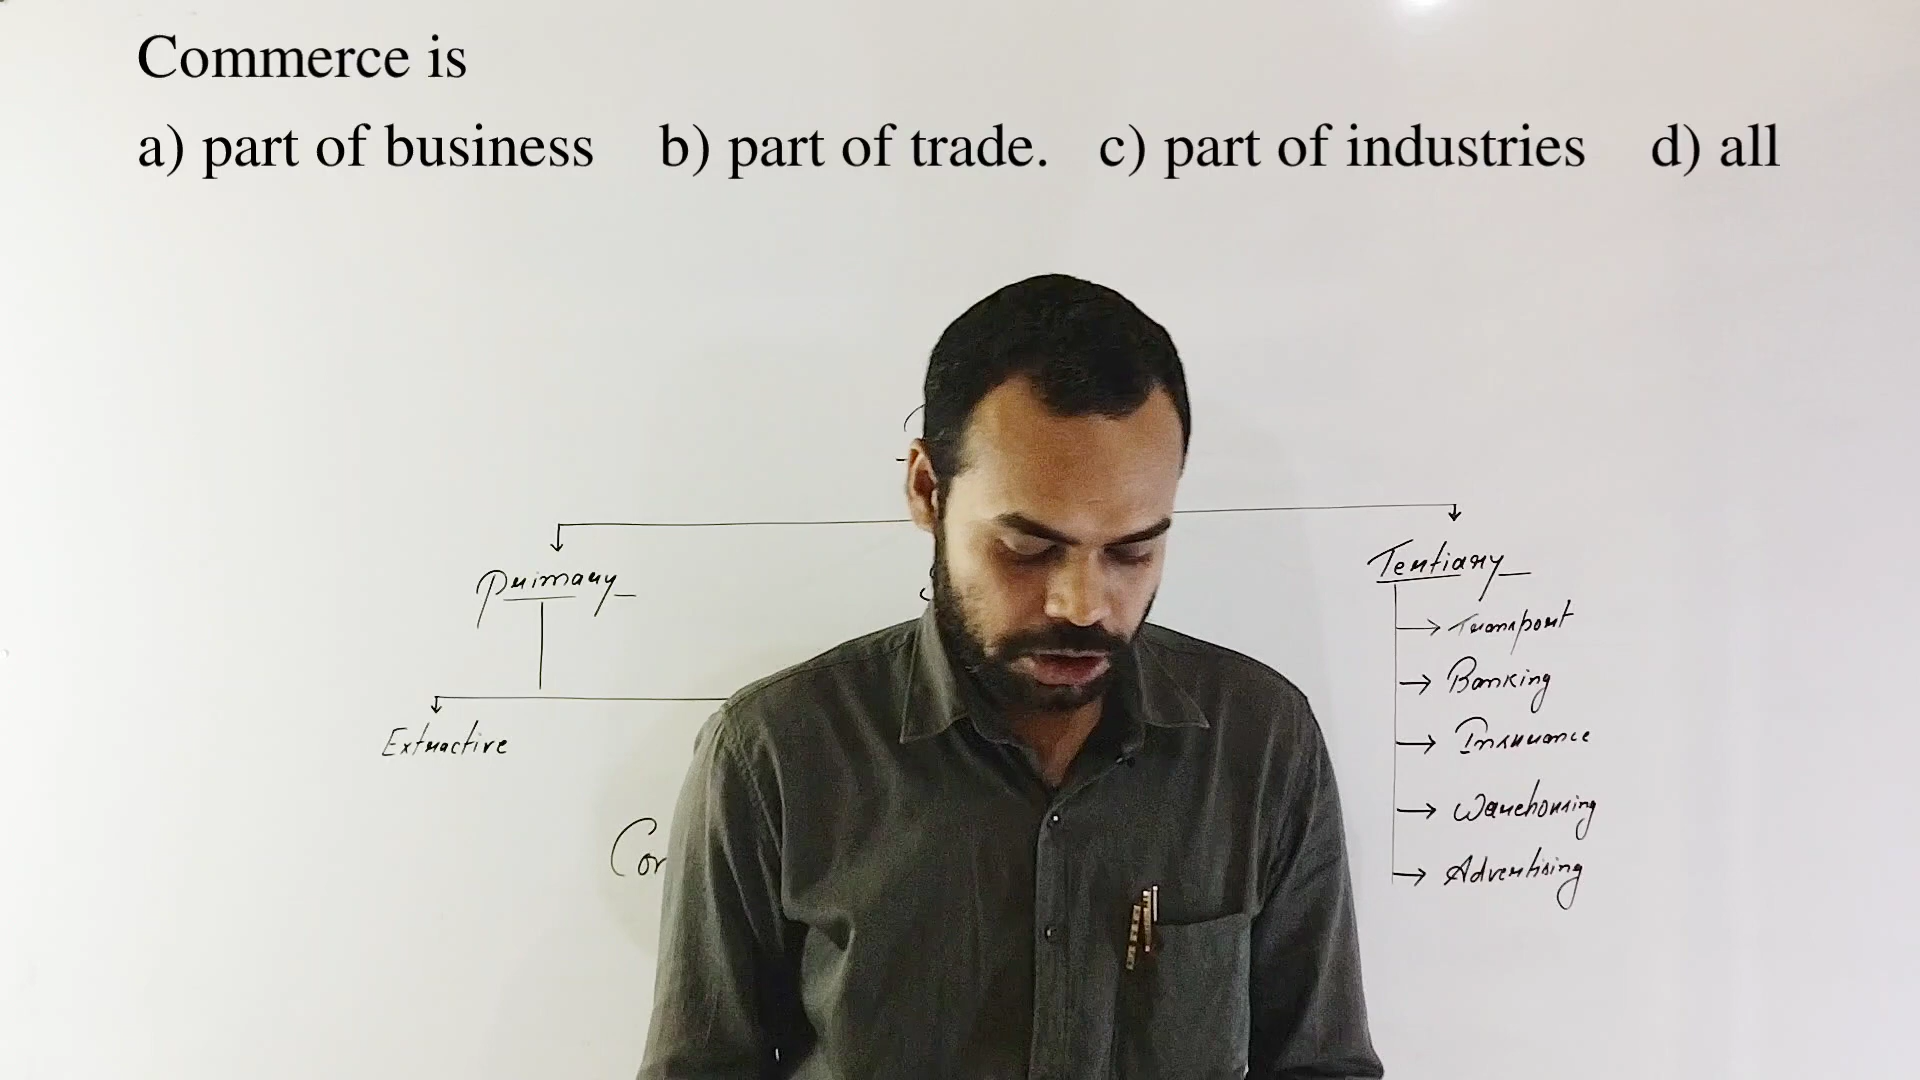 Commerce is
a) part of business b) part of trade. c) part of industries d) all
Primary
Tertiary
Transport
Banking
Insurance
Extractive
Warehousing
Advertising